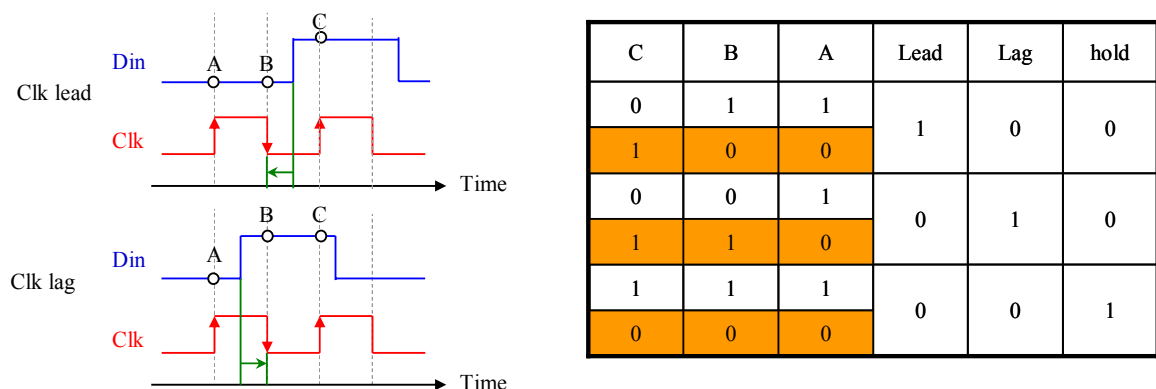 C
Din
A
B
Clk lead
Clk
Time
B
C
Din
A
Clk lag
Clk
Time
C B A Lead Lag hold
0 1 1
1 0 0
1 0 0
0 0 1
0 1 0
1 1 0
1 1 1
0 0 1
0 0 0